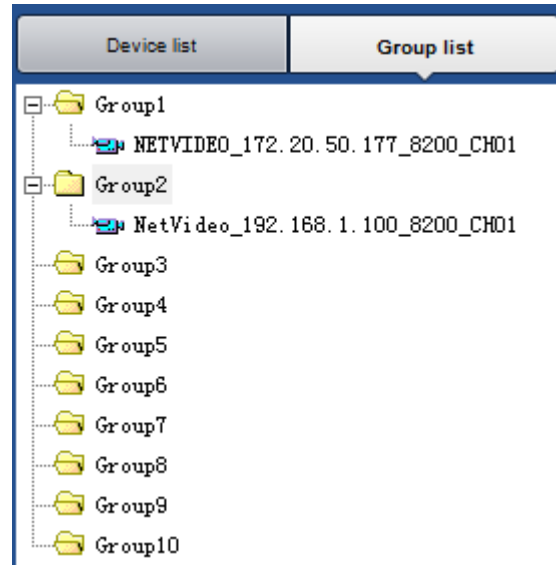 Device list Group list
Group1
NETVIDEO_172.20.50.177_8200_CH01
Group2
NetVideo_192.168.1.100_8200_CH01
Group3
Group4
Group5
Group6
Group7
Group8
Group9
Group10